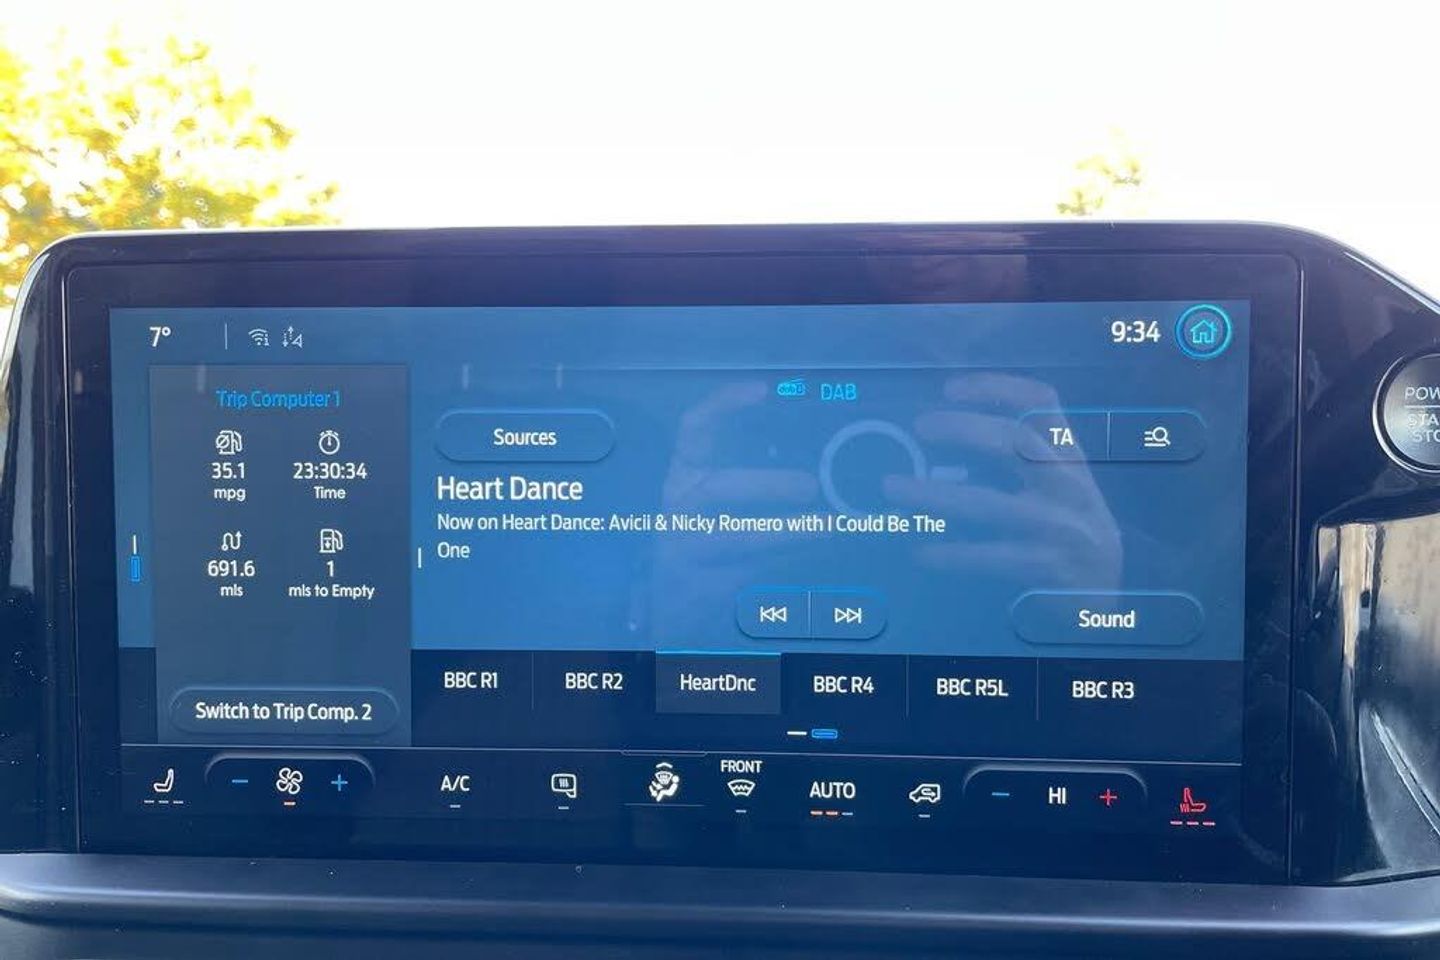 7°
9:34
Trip Computer 1
35.1
mpg
23:30:34
Time
691.6
mls
1
mls to Empty
Switch to Trip Comp. 2
DAB
Sources
TA
Heart Dance
Now on Heart Dance: Avicii & Nicky Romero with I Could Be The
One
Sound
BBC R1
BBC R2
HeartDnc
BBC R4
BBC R5L
BBC R3
A/C
FRONT
AUTO
HI